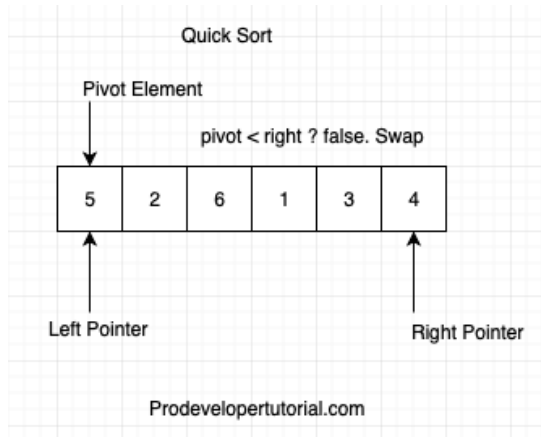 Quick Sort
Pivot Element
pivot < right ? false. Swap
5 2 6 1 3 4
Left Pointer
Right Pointer
Prodevelopertutorial.com